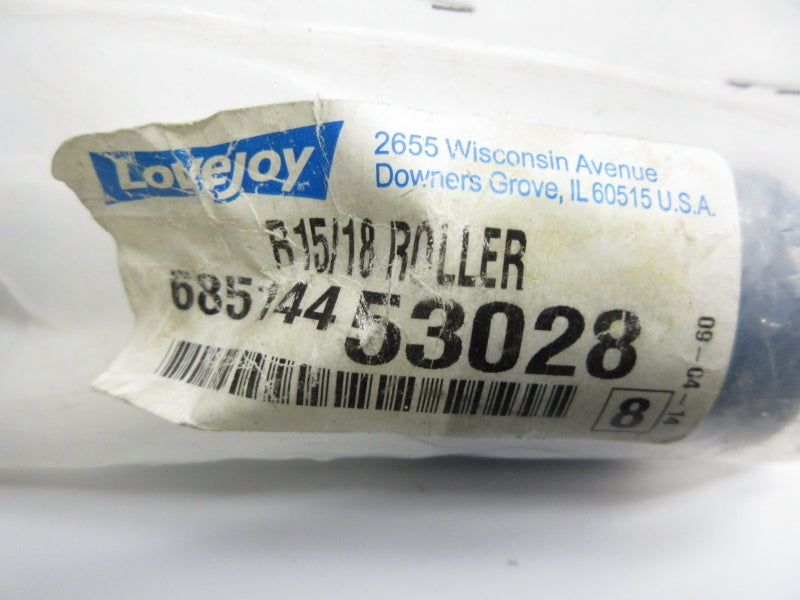 Lovejoy
2655 Wisconsin Avenue
Downers Grove, IL 60515 U.S.A.
R15/18 ROLLER
685144 53028
8
09-04-14